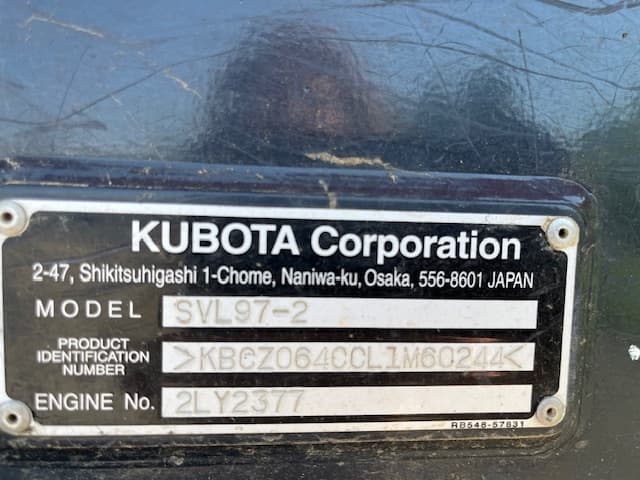 KUBOTA Corporation
2-47, Shikitsuhigashi 1-Chome, Naniwa-ku, Osaka, 556-8601 JAPAN
MODEL SVL97-2
PRODUCT IDENTIFICATION NUMBER >KBCZ064CCL1M60244<
ENGINE No. 2LY2377
RB548-57831